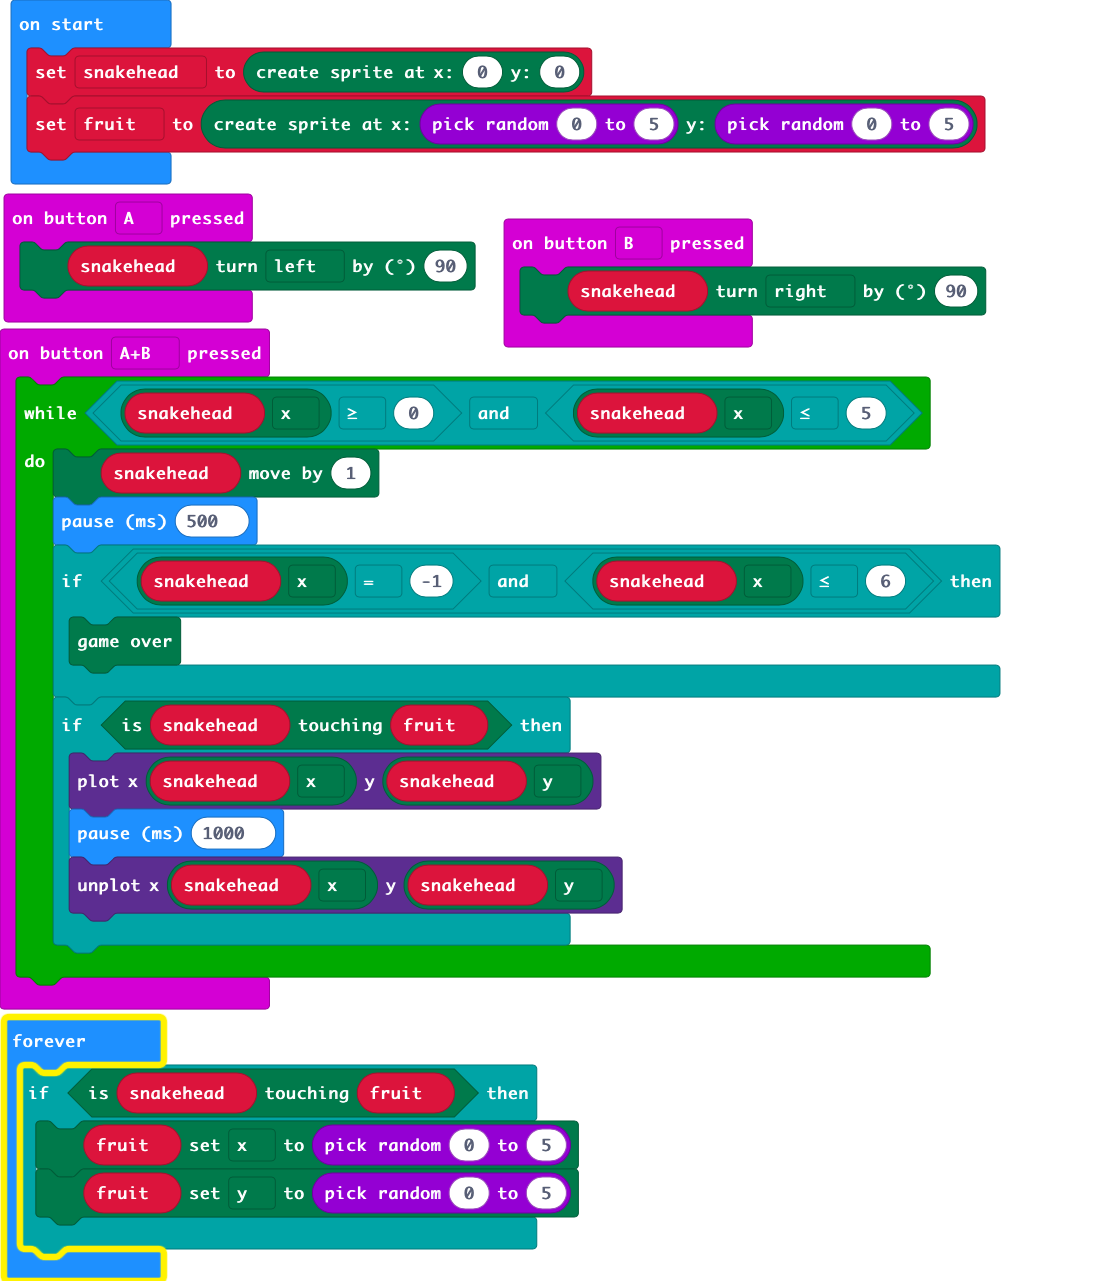 on start
set snakehead to create sprite at x: 0 y: 0
set fruit to create sprite at x: pick random 0 to 5 y: pick random 0 to 5
on button A pressed
snakehead turn left by (°) 90
on button B pressed
snakehead turn right by (°) 90
on button A+B pressed
while snakehead x ≥ 0 and snakehead x ≤ 5
do snakehead move by 1
pause (ms) 500
if snakehead x = -1 and snakehead x ≤ 6 then
game over
if is snakehead touching fruit then
plot x snakehead x y snakehead y
pause (ms) 1000
unplot x snakehead x y snakehead y
forever
if is snakehead touching fruit then
fruit set x to pick random 0 to 5
fruit set y to pick random 0 to 5